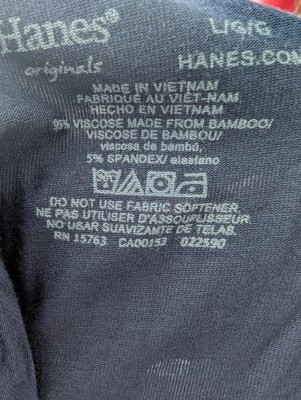 Hanes® L/G/G
originals HANES.COM
MADE IN VIETNAM
FABRIQUÉ AU VIÊT-NAM
HECHO EN VIETNAM
95% VISCOSE MADE FROM BAMBOO/
VISCOSE DE BAMBOU/
viscosa de bambú,
5% SPANDEX/ elastano
DO NOT USE FABRIC SOFTENER
NE PAS UTILISER D'ASSOUPLISSEUR
NO USAR SUAVIZANTE DE TELAS.
RN 15763 CA00153 022590